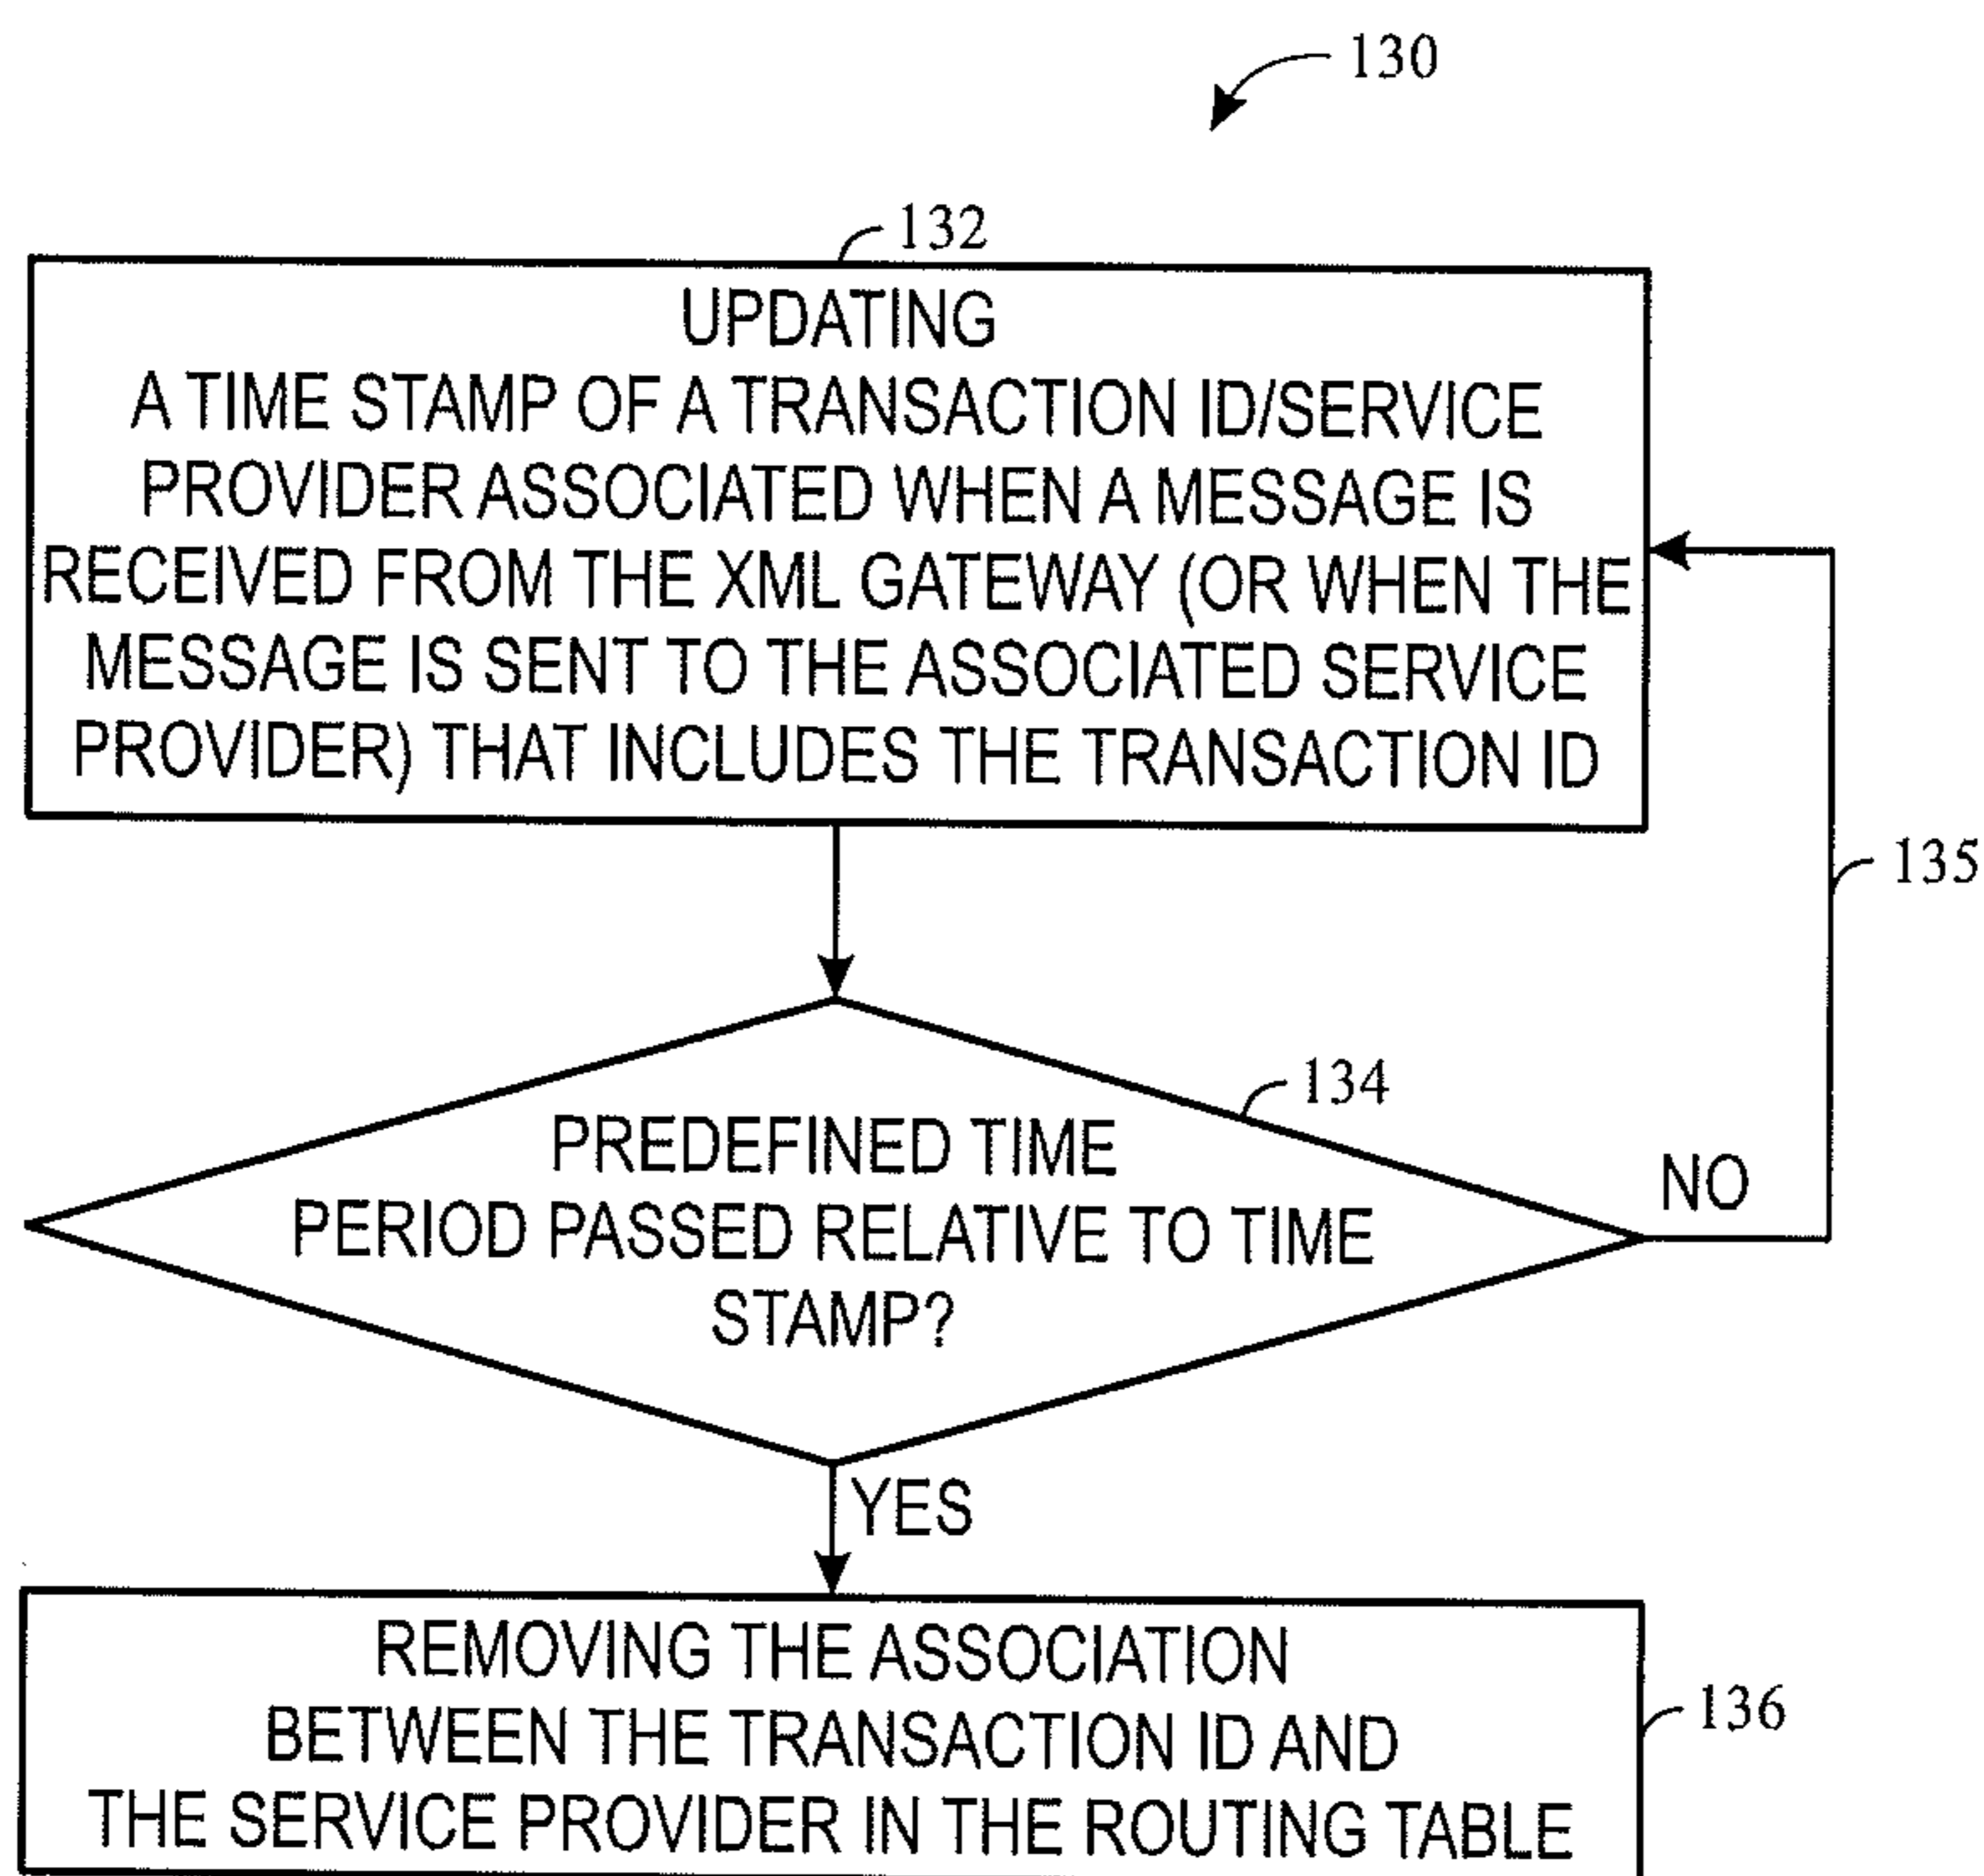 130
132
UPDATING
A TIME STAMP OF A TRANSACTION ID/SERVICE
PROVIDER ASSOCIATED WHEN A MESSAGE IS
RECEIVED FROM THE XML GATEWAY (OR WHEN THE
MESSAGE IS SENT TO THE ASSOCIATED SERVICE
PROVIDER) THAT INCLUDES THE TRANSACTION ID
135
134
PREDEFINED TIME
PERIOD PASSED RELATIVE TO TIME
STAMP?
NO
YES
REMOVING THE ASSOCIATION
BETWEEN THE TRANSACTION ID AND
THE SERVICE PROVIDER IN THE ROUTING TABLE
136